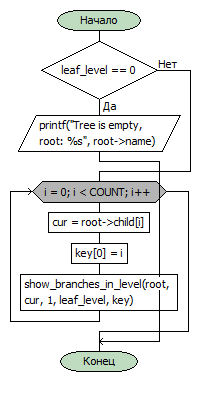 Начало
leaf_level == 0
Нет
Да
printf("Tree is empty,
root: %s", root->name)
i = 0; i < COUNT; i++
cur = root->child[i]
key[0] = i
show_branches_in_level(root,
cur, 1, leaf_level, key)
Конец